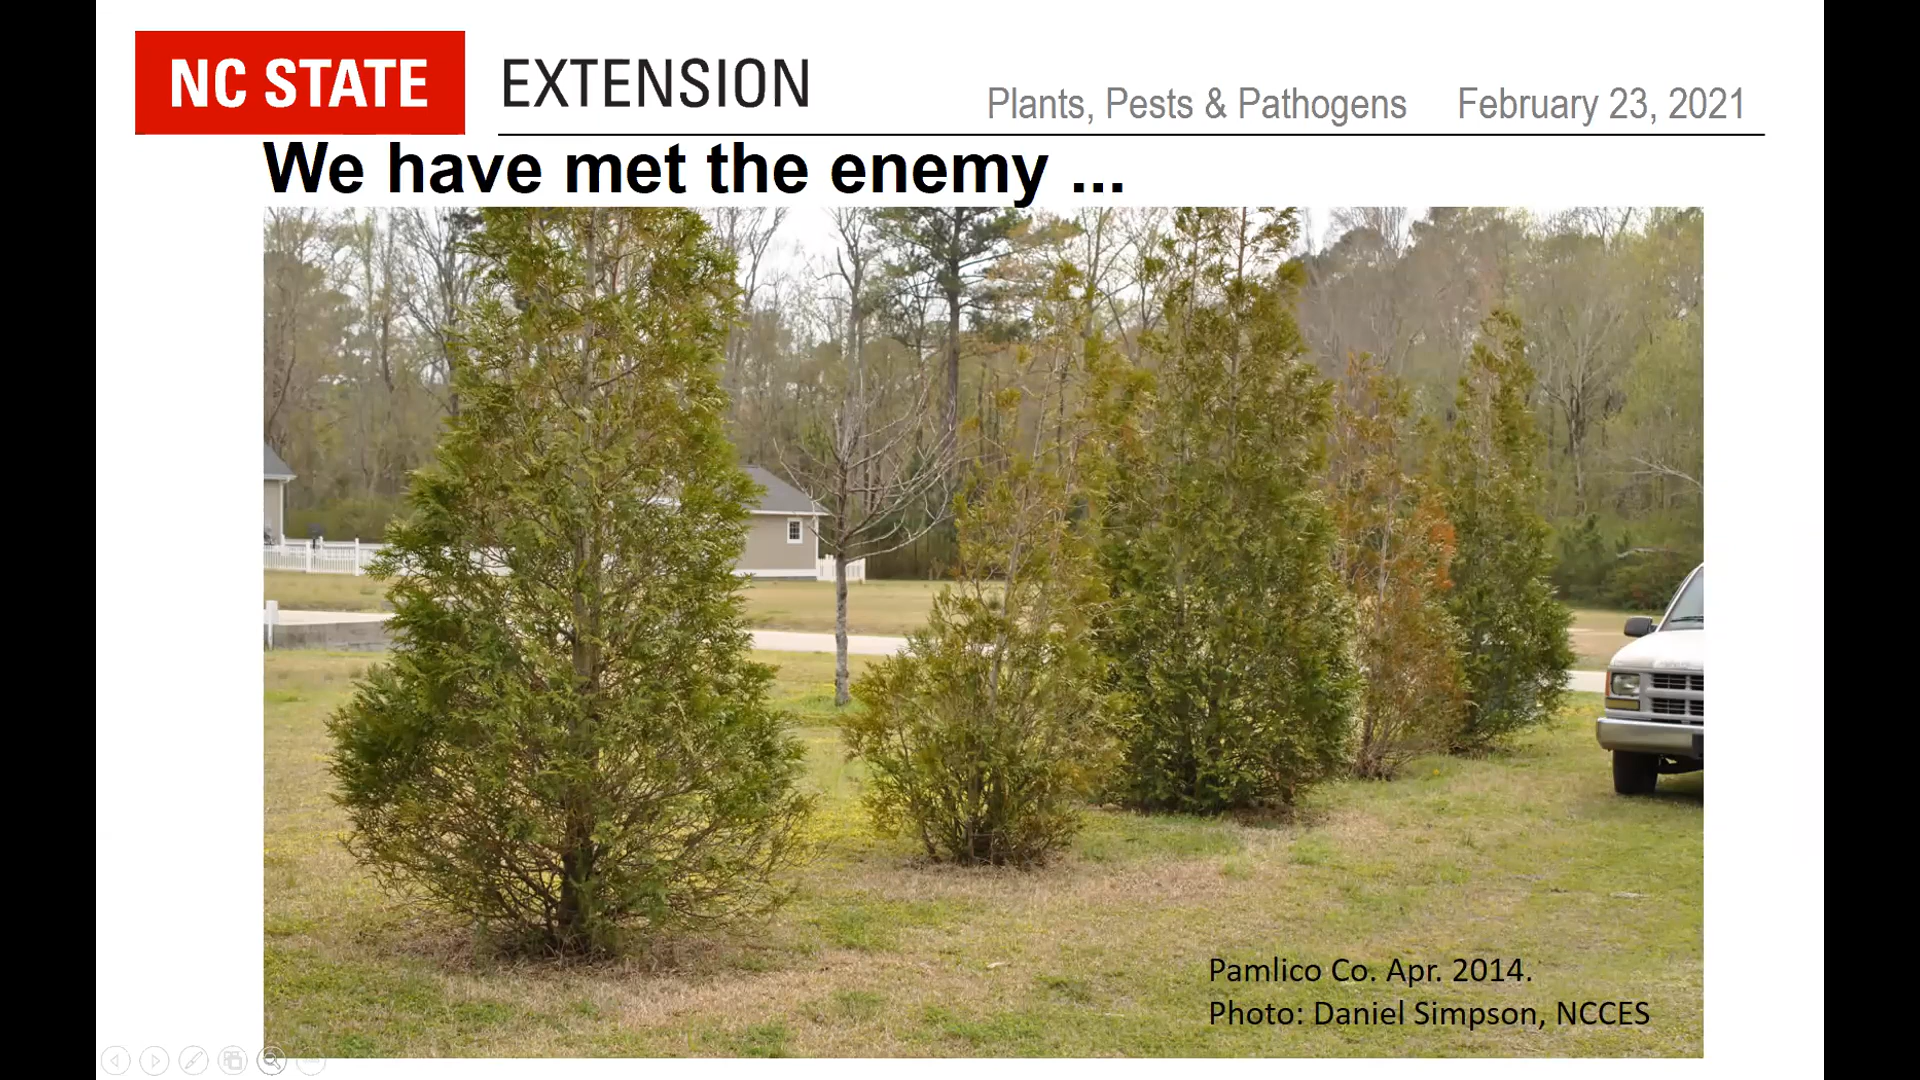 NC STATE EXTENSION
Plants, Pests & Pathogens February 23, 2021
We have met the enemy ...
Pamlico Co. Apr. 2014.
Photo: Daniel Simpson, NCCES